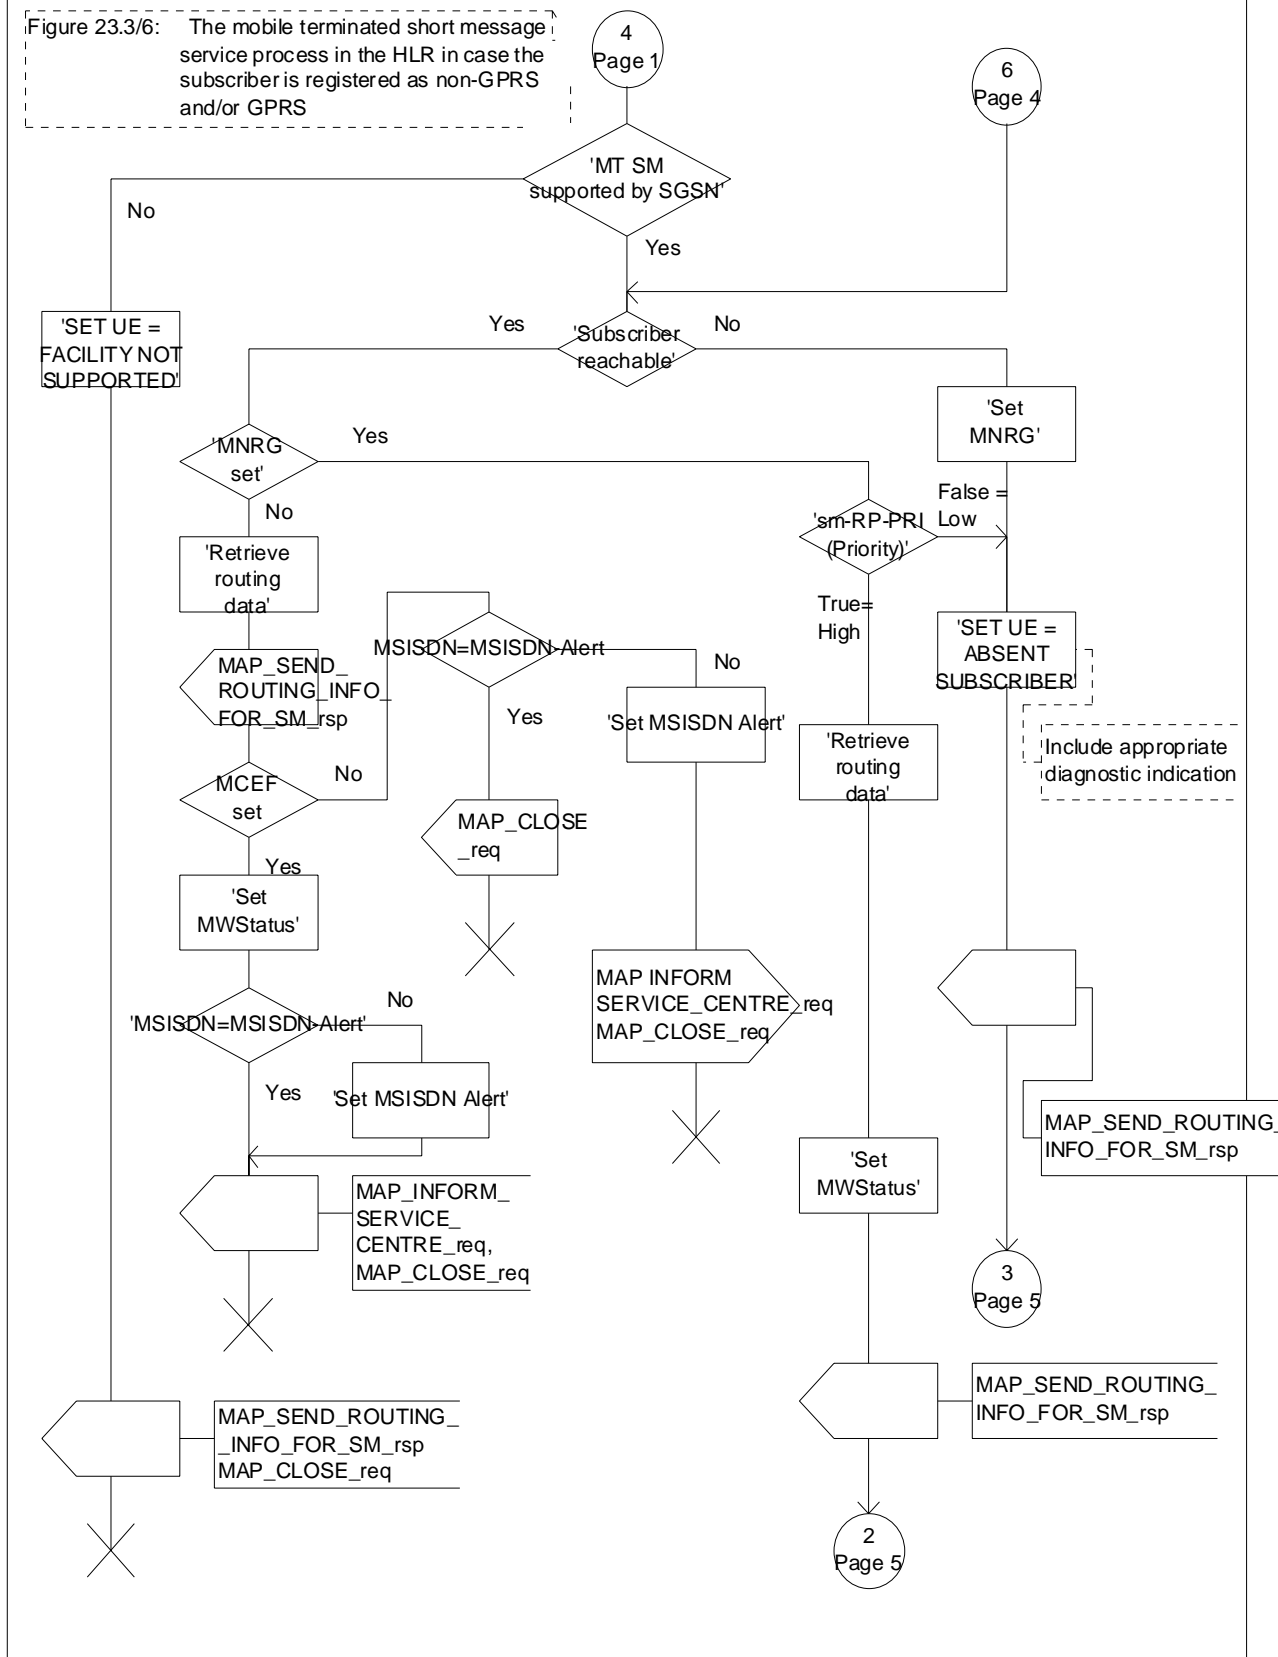 Figure 23.3/6: The mobile terminated short message
service process in the HLR in case the
subscriber is registered as non-GPRS
and/or GPRS
4
Page 1
6
Page 4
'MT SM
supported by SGSN'
No
Yes
'SET UE =
FACILITY NOT
SUPPORTED'
Yes
'Subscriber
reachable'
No
'Set
MNRG'
'MNRG
set'
Yes
No
False =
Low
'sm-RP-PRI
(Priority)'
True=
High
'Retrieve
routing
data'
MSISDN=MSISDN-Alert
No
Yes
'SET UE =
ABSENT
SUBSCRIBER'
MAP_SEND_
ROUTING_INFO_
FOR_SM_rsp
'Set MSISDN Alert'
'Retrieve
routing
data'
Include appropriate
diagnostic indication
MCEF
set
No
Yes
MAP_CLOSE
_req
'Set
MWStatus'
MAP INFORM
SERVICE_CENTRE_req
MAP_CLOSE_req
'MSISDN=MSISDN-Alert'
No
Yes
'Set MSISDN Alert'
MAP_SEND_ROUTING_
INFO_FOR_SM_rsp
'Set
MWStatus'
MAP_INFORM_
SERVICE_
CENTRE_req,
MAP_CLOSE_req
3
Page 5
MAP_SEND_ROUTING_
INFO_FOR_SM_rsp
MAP_SEND_ROUTING_
_INFO_FOR_SM_rsp
MAP_CLOSE_req
2
Page 5